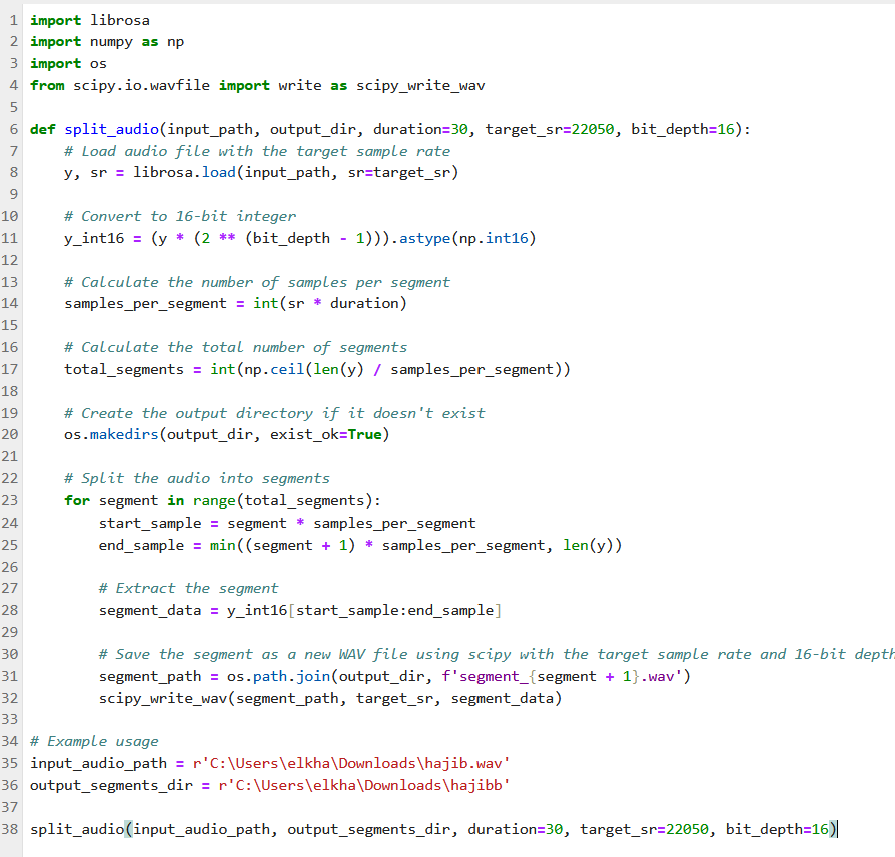 1 import librosa
2 import numpy as np
3 import os
4 from scipy.io.wavfile import write as scipy_write_wav
5
6 def split_audio(input_path, output_dir, duration=30, target_sr=22050, bit_depth=16):
7     # Load audio file with the target sample rate
8     y, sr = librosa.load(input_path, sr=target_sr)
9
10     # Convert to 16-bit integer
11     y_int16 = (y * (2 ** (bit_depth - 1))).astype(np.int16)
12
13     # Calculate the number of samples per segment
14     samples_per_segment = int(sr * duration)
15
16     # Calculate the total number of segments
17     total_segments = int(np.ceil(len(y) / samples_per_segment))
18
19     # Create the output directory if it doesn't exist
20     os.makedirs(output_dir, exist_ok=True)
21
22     # Split the audio into segments
23     for segment in range(total_segments):
24         start_sample = segment * samples_per_segment
25         end_sample = min((segment + 1) * samples_per_segment, len(y))
26
27         # Extract the segment
28         segment_data = y_int16[start_sample:end_sample]
29
30         # Save the segment as a new WAV file using scipy with the target sample rate and 16-bit depth
31         segment_path = os.path.join(output_dir, f'segment_{segment + 1}.wav')
32         scipy_write_wav(segment_path, target_sr, segment_data)
33
34 # Example usage
35 input_audio_path = r'C:\Users\elkha\Downloads\hajib.wav'
36 output_segments_dir = r'C:\Users\elkha\Downloads\hajibb'
37
38 split_audio(input_audio_path, output_segments_dir, duration=30, target_sr=22050, bit_depth=16)